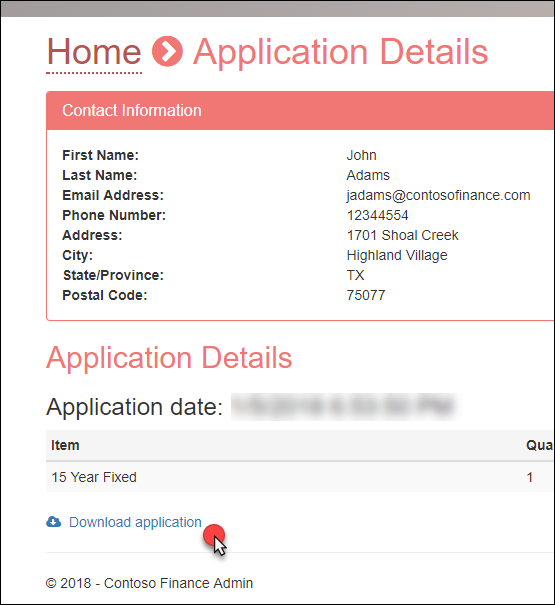 Home Application Details
Contact Information
First Name: John
Last Name: Adams
Email Address: jadams@contosofinance.com
Phone Number: 12344554
Address: 1701 Shoal Creek
City: Highland Village
State/Province: TX
Postal Code: 75077
Application Details
Application date:
Item Qua
15 Year Fixed 1
Download application
© 2018 - Contoso Finance Admin